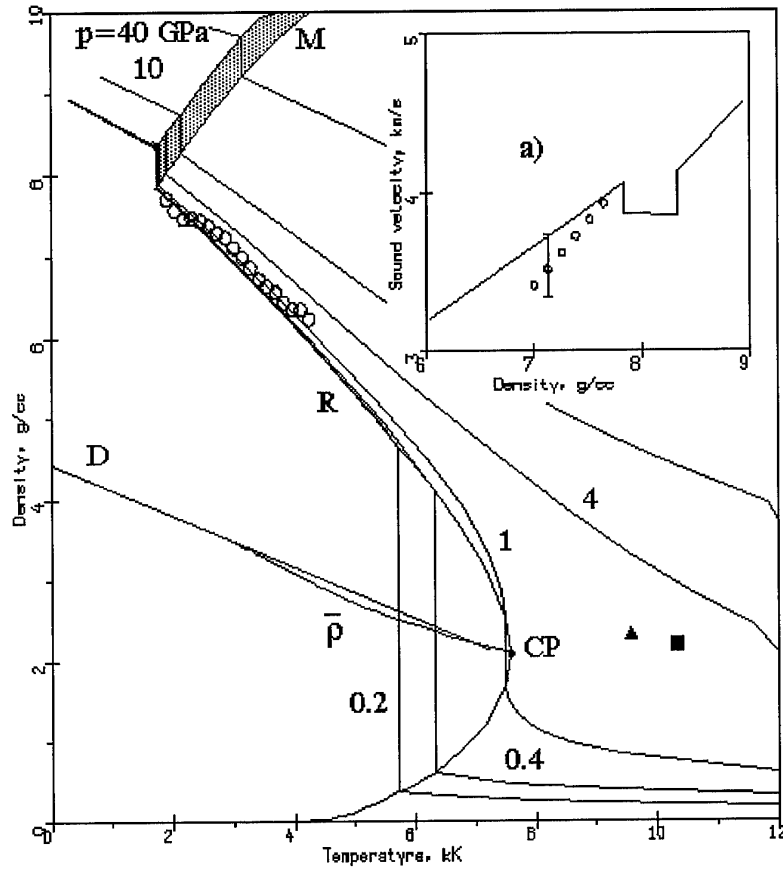 10
p=40 GPa
M
10
8
6
4
2
0
Density, g/cc
0
2
4
6
8
10
12
Temperatyre, kK
D
R
ρ̅
CP
0.2
0.4
1
4
a)
5
4
3
Sound velocity, km/s
6
7
8
9
Density, g/cc